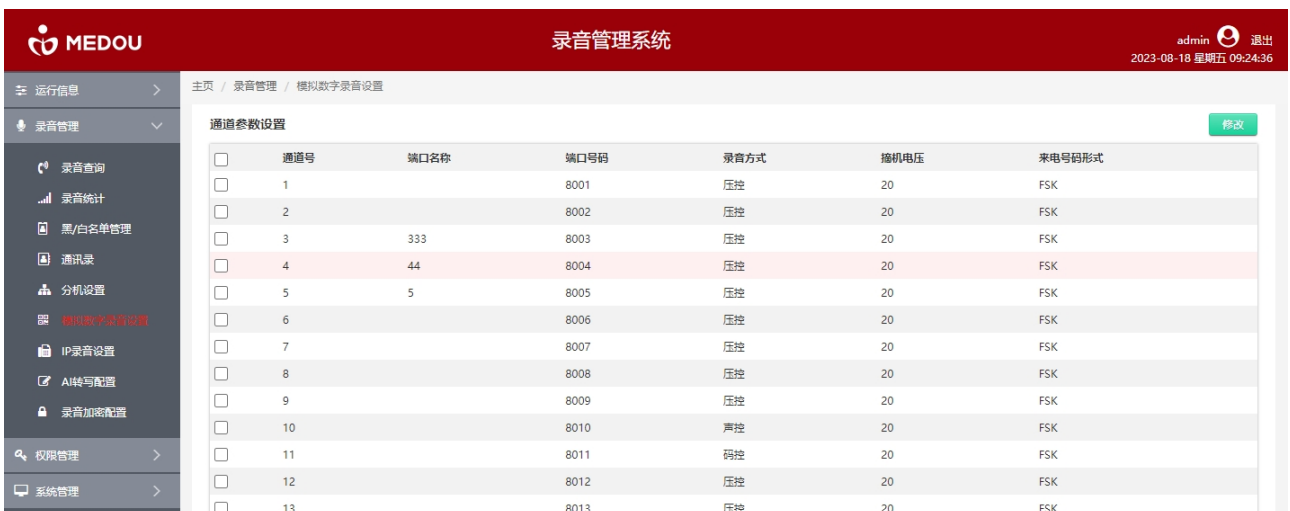 MEDOU
录音管理系统
admin 退出
2023-08-18 星期五 09:24:36
运行信息
录音管理
录音查询
录音统计
黑/白名单管理
通讯录
分机设置
模拟数字录音设置
IP录音设置
AI转写配置
录音加密配置
权限管理
系统管理
主页 / 录音管理 / 模拟数字录音设置
通道参数设置 修改
通道号 端口名称 端口号码 录音方式 摘机电压 来电号码形式
1 8001 压控 20 FSK
2 8002 压控 20 FSK
3 333 8003 压控 20 FSK
4 44 8004 压控 20 FSK
5 5 8005 压控 20 FSK
6 8006 压控 20 FSK
7 8007 压控 20 FSK
8 8008 压控 20 FSK
9 8009 压控 20 FSK
10 8010 声控 20 FSK
11 8011 码控 20 FSK
12 8012 压控 20 FSK
13 8013 压控 20 FSK